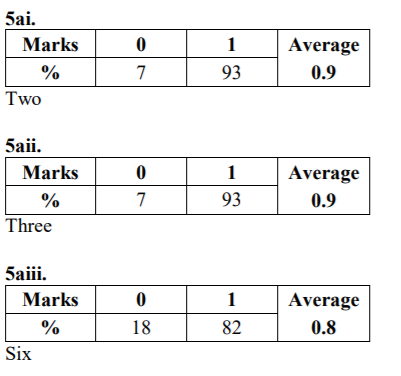 5ai.
Marks 0 1 Average
% 7 93 0.9
Two
5aii.
Marks 0 1 Average
% 7 93 0.9
Three
5aiii.
Marks 0 1 Average
% 18 82 0.8
Six